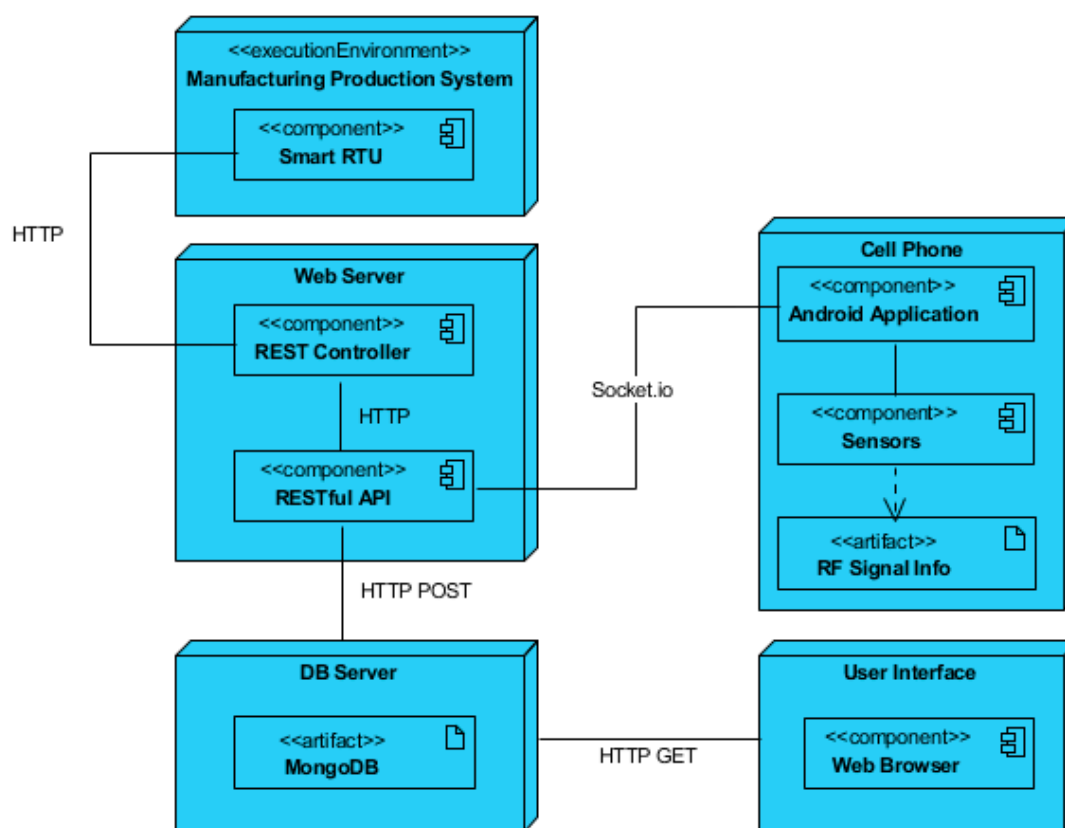 <<executionEnvironment>>
Manufacturing Production System
<<component>>
Smart RTU
HTTP
Web Server
<<component>>
REST Controller
HTTP
<<component>>
RESTful API
Socket.io
Cell Phone
<<component>>
Android Application
<<component>>
Sensors
<<artifact>>
RF Signal Info
HTTP POST
DB Server
<<artifact>>
MongoDB
HTTP GET
User Interface
<<component>>
Web Browser